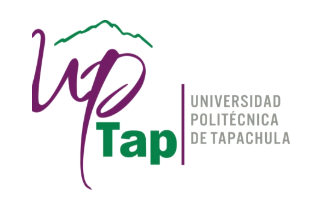 up
Tap
UNIVERSIDAD
POLITÉCNICA
DE TAPACHULA